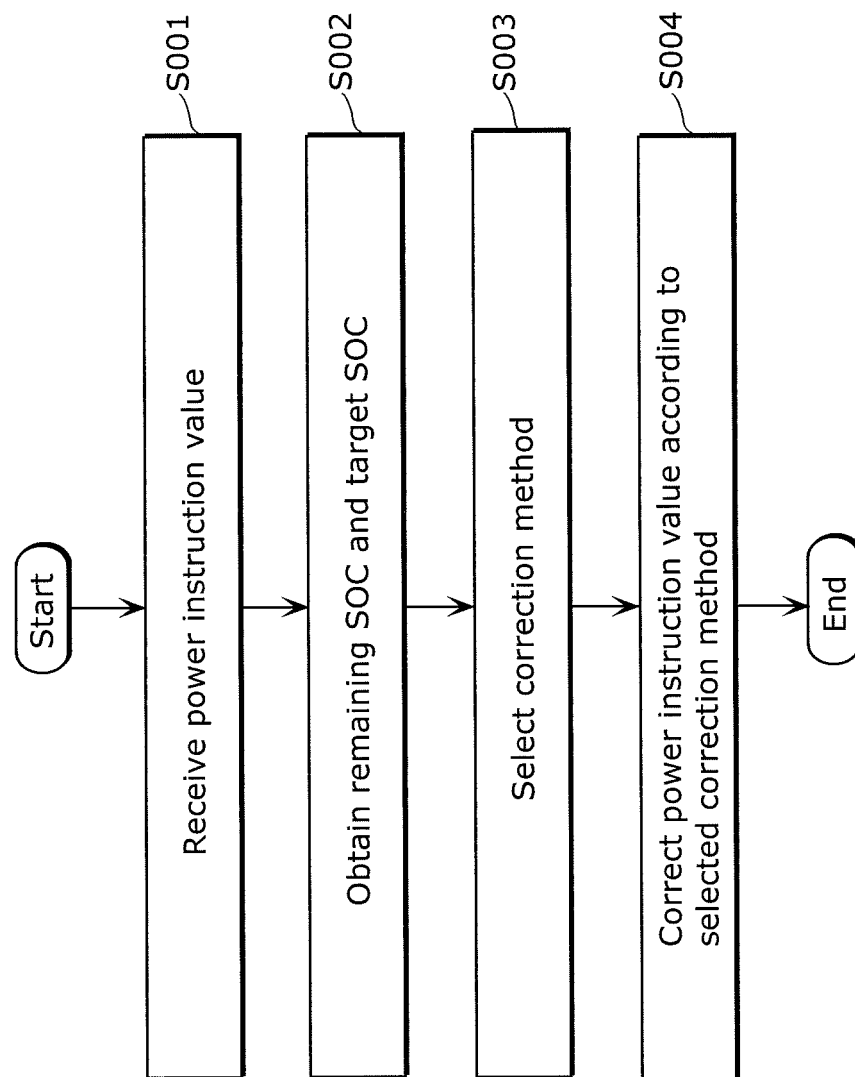 Start
Receive power instruction value
S001
Obtain remaining SOC and target SOC
S002
Select correction method
S003
Correct power instruction value according to
selected correction method
S004
End